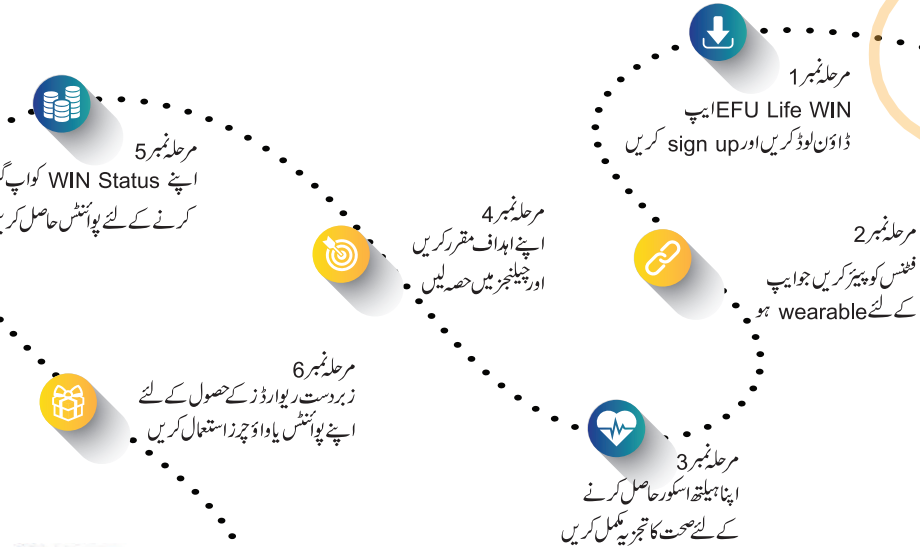 مرحلہ نمبر 1
EFU Life WIN ایپ
ڈاؤن لوڈ کریں اور sign up کریں
مرحلہ نمبر 2
فٹنس کو پیئر کریں جو ایپ
کے لئے wearable ہو
مرحلہ نمبر 3
اپنا ہیلتھ اسکور حاصل کرنے
کے لئے صحت کا تجزیہ مکمل کریں
مرحلہ نمبر 4
اپنے اہداف مقرر کریں
اور چیلنجز میں حصہ لیں
مرحلہ نمبر 5
اپنے WIN Status کو اپ
کرنے کے لئے پوائنٹس حاصل
مرحلہ نمبر 6
زبردست ریوارڈز کے حصول کے لئے
اپنے پوائنٹس یا واؤچرز استعمال کریں